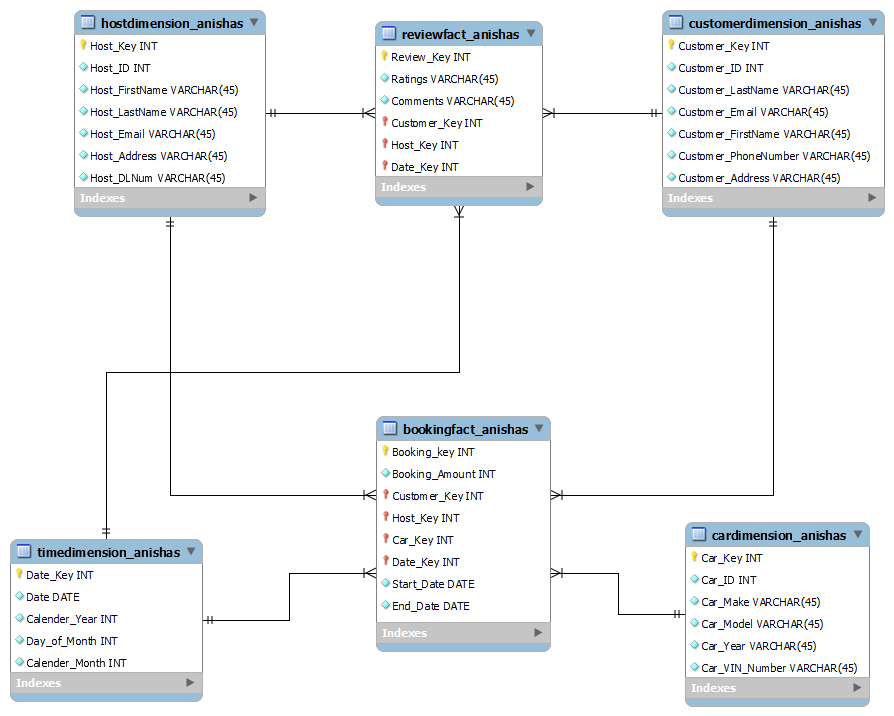 hostdimension_anishas
Host_Key INT
Host_ID INT
Host_FirstName VARCHAR(45)
Host_LastName VARCHAR(45)
Host_Email VARCHAR(45)
Host_Address VARCHAR(45)
Host_DLNum VARCHAR(45)
Indexes
reviewfact_anishas
Review_Key INT
Ratings VARCHAR(45)
Comments VARCHAR(45)
Customer_Key INT
Host_Key INT
Date_Key INT
Indexes
customerdimension_anishas
Customer_Key INT
Customer_ID INT
Customer_LastName VARCHAR(45)
Customer_Email VARCHAR(45)
Customer_FirstName VARCHAR(45)
Customer_PhoneNumber VARCHAR(45)
Customer_Address VARCHAR(45)
Indexes
timedimension_anishas
Date_Key INT
Date DATE
Calender_Year INT
Day_of_Month INT
Calender_Month INT
Indexes
bookingfact_anishas
Booking_key INT
Booking_Amount INT
Customer_Key INT
Host_Key INT
Car_Key INT
Date_Key INT
Start_Date DATE
End_Date DATE
Indexes
cardimension_anishas
Car_Key INT
Car_ID INT
Car_Make VARCHAR(45)
Car_Model VARCHAR(45)
Car_Year VARCHAR(45)
Car_VIN_Number VARCHAR(45)
Indexes